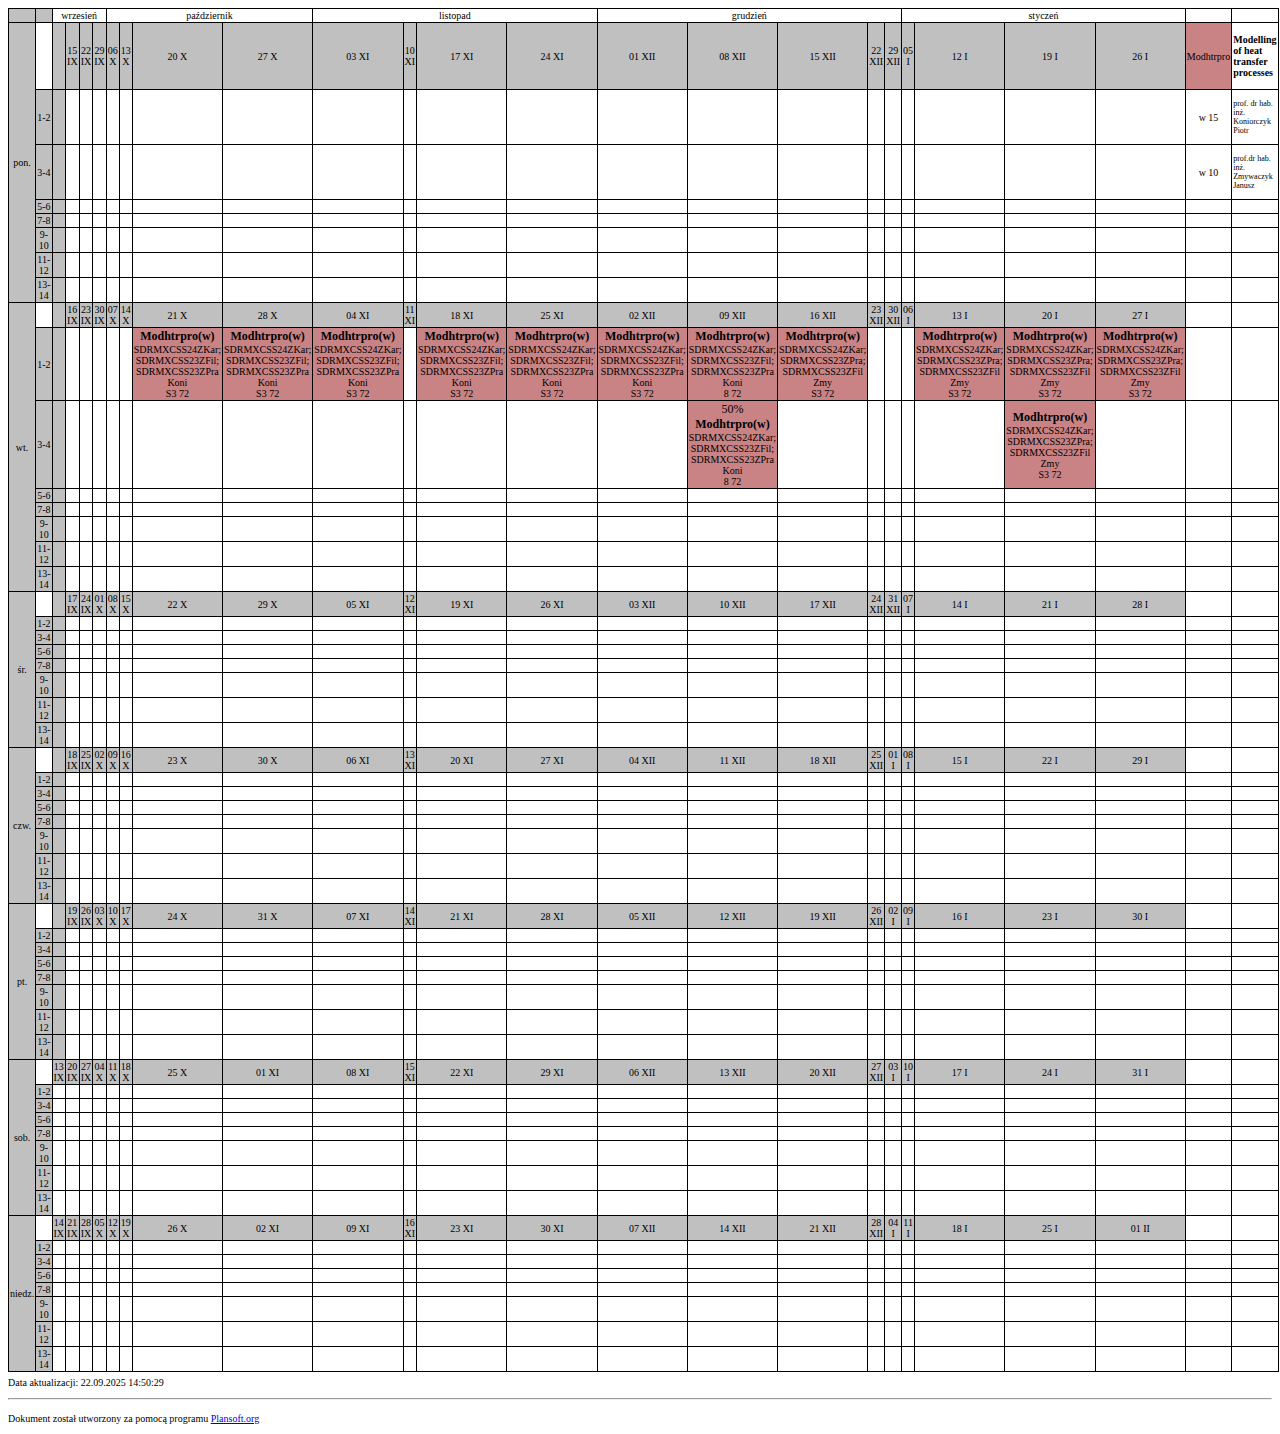 wrzesień październik listopad grudzień styczeń
pon. 15 IX 22 IX 29 IX 06 X 13 X 20 X 27 X 03 XI 10 XI 17 XI 24 XI 01 XII 08 XII 15 XII 22 XII 29 XII 05 I 12 I 19 I 26 I Modhtrpro Modelling of heat transfer processes
1-2 w 15 prof. dr hab. inż. Koniorczyk Piotr
3-4 w 10 prof.dr hab. inż. Zmywaczyk Janusz
5-6
7-8
9-10
11-12
13-14
wt. 16 IX 23 IX 30 IX 07 X 14 X 21 X 28 X 04 XI 11 XI 18 XI 25 XI 02 XII 09 XII 16 XII 23 XII 30 XII 06 I 13 I 20 I 27 I
1-2
Modhtrpro(w) Modhtrpro(w) Modhtrpro(w) Modhtrpro(w) Modhtrpro(w) Modhtrpro(w) Modhtrpro(w) Modhtrpro(w) Modhtrpro(w) Modhtrpro(w) Modhtrpro(w)
SDRMXCSS24ZKar; SDRMXCSS24ZKar; SDRMXCSS24ZKar; SDRMXCSS24ZKar; SDRMXCSS24ZKar; SDRMXCSS24ZKar; SDRMXCSS24ZKar; SDRMXCSS24ZKar; SDRMXCSS24ZKar; SDRMXCSS24ZKar; SDRMXCSS24ZKar;
SDRMXCSS23ZFil; SDRMXCSS23ZFil; SDRMXCSS23ZFil; SDRMXCSS23ZFil; SDRMXCSS23ZFil; SDRMXCSS23ZFil; SDRMXCSS23ZFil; SDRMXCSS23ZPra; SDRMXCSS23ZPra; SDRMXCSS23ZPra; SDRMXCSS23ZPra;
SDRMXCSS23ZPra SDRMXCSS23ZPra SDRMXCSS23ZPra SDRMXCSS23ZPra SDRMXCSS23ZPra SDRMXCSS23ZPra SDRMXCSS23ZPra SDRMXCSS23ZFil SDRMXCSS23ZFil SDRMXCSS23ZFil SDRMXCSS23ZFil
Koni Koni Koni Koni Koni Koni Koni Zmy Zmy Zmy Zmy
S3 72 S3 72 S3 72 S3 72 S3 72 S3 72 8 72 S3 72 S3 72 S3 72 S3 72
3-4
50%
Modhtrpro(w) Modhtrpro(w)
SDRMXCSS24ZKar; SDRMXCSS24ZKar;
SDRMXCSS23ZFil; SDRMXCSS23ZPra;
SDRMXCSS23ZPra SDRMXCSS23ZFil
Koni Zmy
8 72 S3 72
5-6
7-8
9-10
11-12
13-14
śr. 17 IX 24 IX 01 X 08 X 15 X 22 X 29 X 05 XI 12 XI 19 XI 26 XI 03 XII 10 XII 17 XII 24 XII 31 XII 07 I 14 I 21 I 28 I
1-2
3-4
5-6
7-8
9-10
11-12
13-14
czw. 18 IX 25 IX 02 X 09 X 16 X 23 X 30 X 06 XI 13 XI 20 XI 27 XI 04 XII 11 XII 18 XII 25 XII 01 I 08 I 15 I 22 I 29 I
1-2
3-4
5-6
7-8
9-10
11-12
13-14
pt. 19 IX 26 IX 03 X 10 X 17 X 24 X 31 X 07 XI 14 XI 21 XI 28 XI 05 XII 12 XII 19 XII 26 XII 02 I 09 I 16 I 23 I 30 I
1-2
3-4
5-6
7-8
9-10
11-12
13-14
sob. 13 IX 20 IX 27 IX 04 X 11 X 18 X 25 X 01 XI 08 XI 15 XI 22 XI 29 XI 06 XII 13 XII 20 XII 27 XII 03 I 10 I 17 I 24 I 31 I
1-2
3-4
5-6
7-8
9-10
11-12
13-14
niedz. 14 IX 21 IX 28 IX 05 X 12 X 19 X 26 X 02 XI 09 XI 16 XI 23 XI 30 XI 07 XII 14 XII 21 XII 28 XII 04 I 11 I 18 I 25 I 01 II
1-2
3-4
5-6
7-8
9-10
11-12
13-14
Data aktualizacji: 22.09.2025 14:50:29
Dokument został utworzony za pomocą programu Plansoft.org